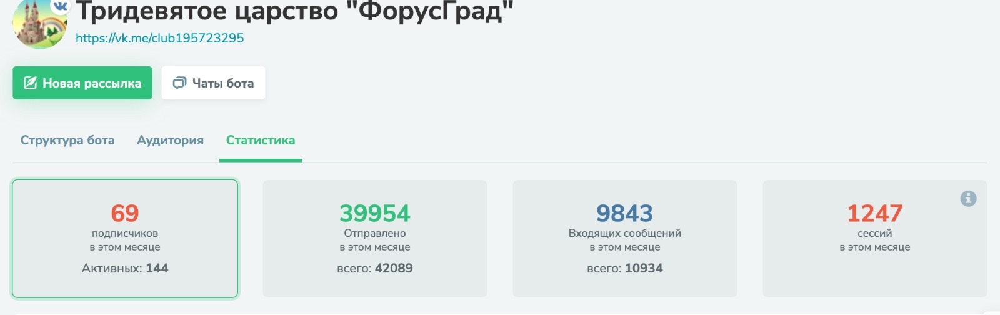 Тридевятое царство "ФорусГрад"
https://vk.me/club195723295
Новая рассылка
Чаты бота
Структура бота
Аудитория
Статистика
69
подписчиков
в этом месяце
Активных: 144
39954
Отправлено
в этом месяце
всего: 42089
9843
Входящих сообщений
в этом месяце
всего: 10934
1247
сессий
в этом месяце